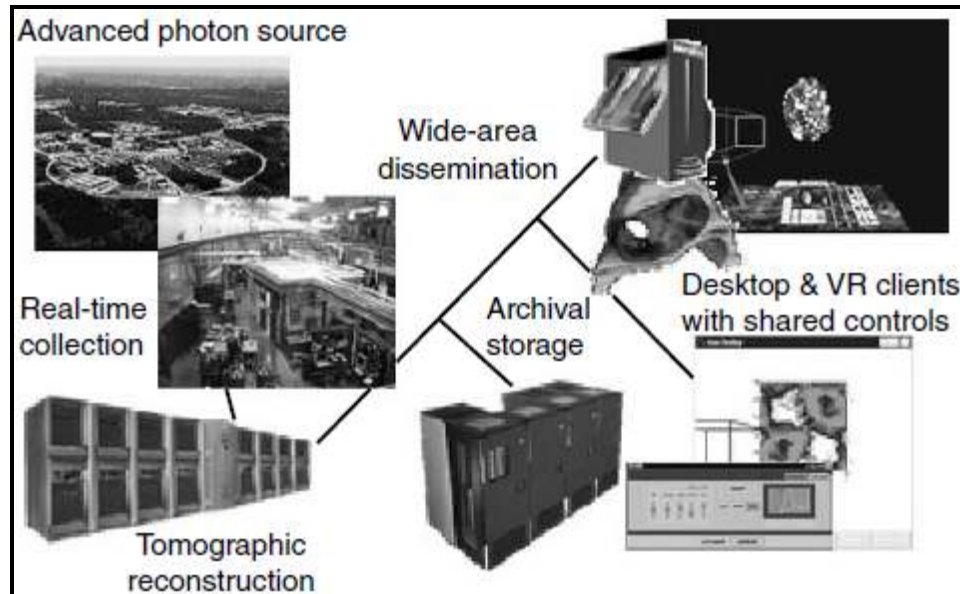 Advanced photon source
Wide-area
dissemination
Real-time
collection
Archival
storage
Desktop & VR clients
with shared controls
Tomographic
reconstruction